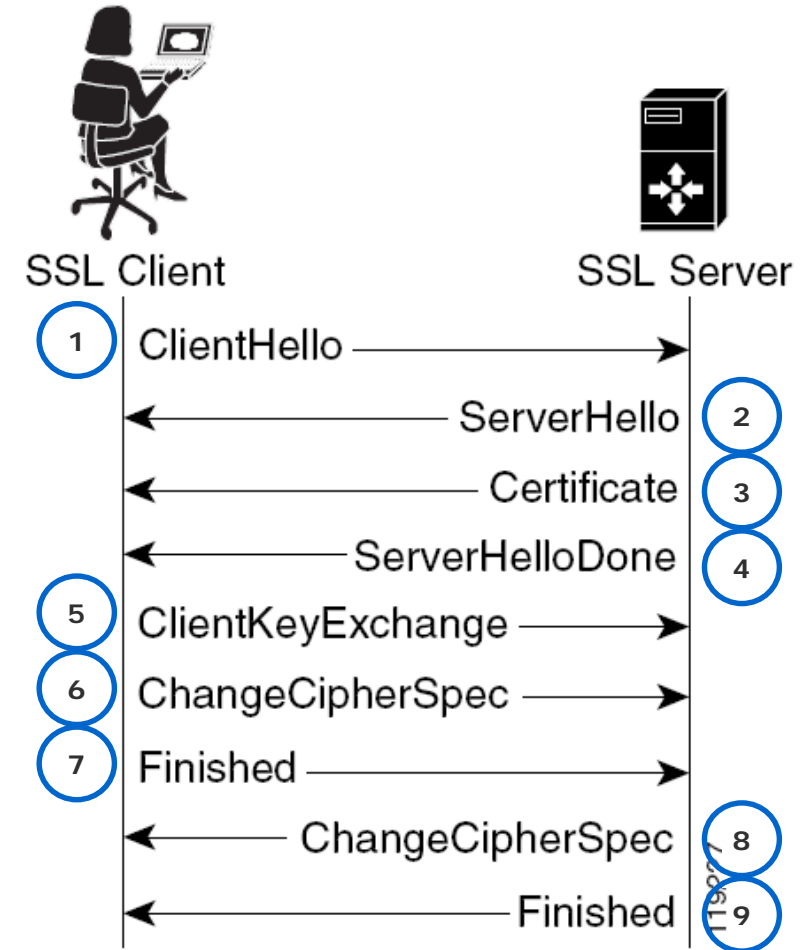 SSL Client
SSL Server
1
ClientHello
ServerHello
2
Certificate
3
ServerHelloDone
4
5
ClientKeyExchange
6
ChangeCipherSpec
7
Finished
ChangeCipherSpec
8
Finished
9